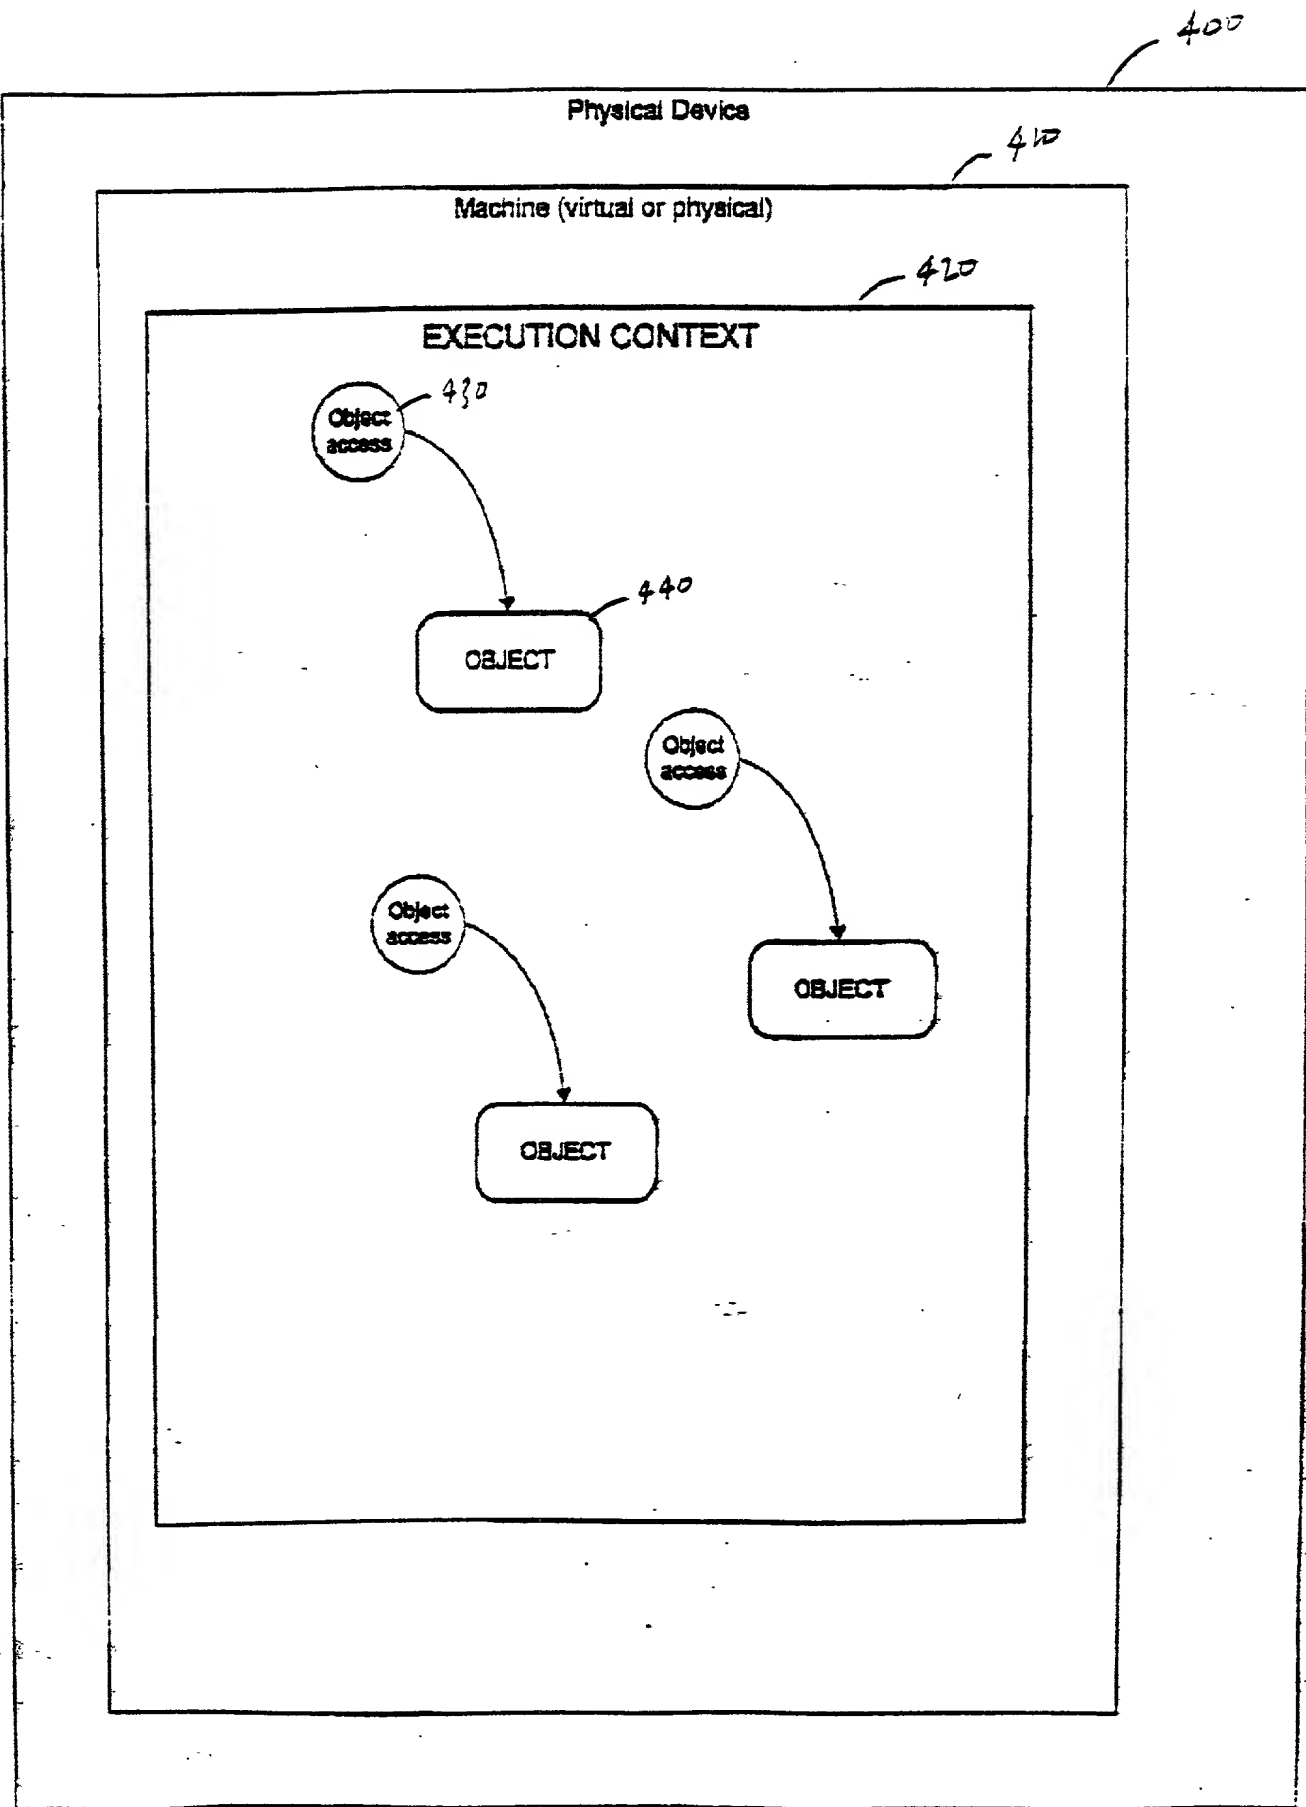 400
Physical Device
410
Machine (virtual or physical)
420
EXECUTION CONTEXT
430
Object
access
440
OBJECT
Object
access
Object
access
OBJECT
OBJECT